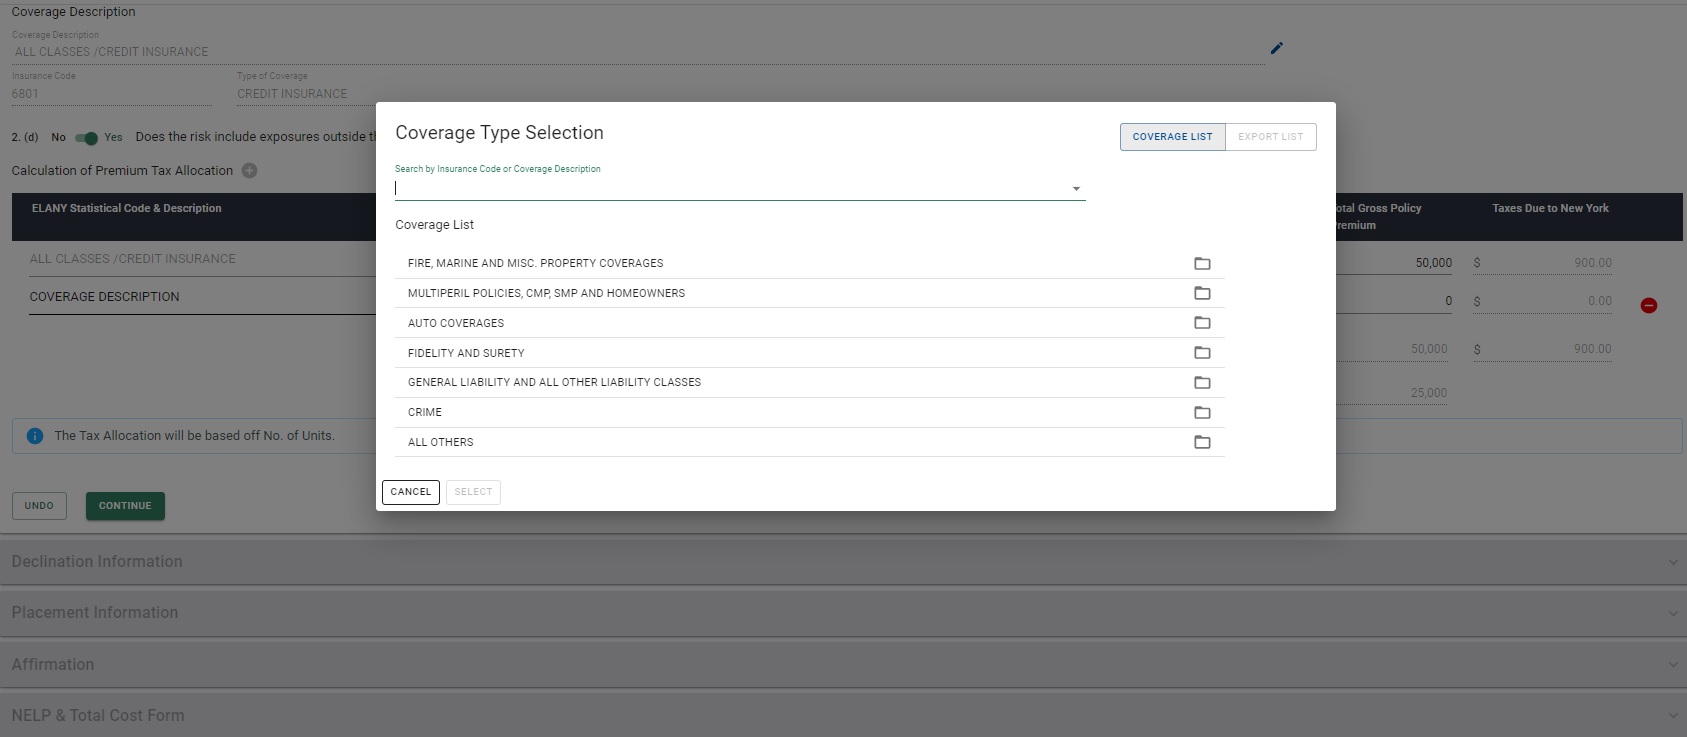 Coverage Description
Coverage Description
ALL CLASSES /CREDIT INSURANCE
Insurance Code
Type of Coverage
6801
CREDIT INSURANCE
2. (d) No Yes Does the risk include exposures outside
Calculation of Premium Tax Allocation
ELANY Statistical Code & Description
Taxes Due to New York
Gross Policy
ALL CLASSES /CREDIT INSURANCE
50,000
$ 900.00
COVERAGE DESCRIPTION
0
$ 0.00
50,000
$ 900.00
25,000
The Tax Allocation will be based off No. of Units.
UNDO
CONTINUE
Coverage Type Selection
COVERAGE LIST
EXPORT LIST
Search by Insurance Code or Coverage Description
Coverage List
FIRE, MARINE AND MISC. PROPERTY COVERAGES
MULTIPERIL POLICIES, CMP, SMP AND HOMEOWNERS
AUTO COVERAGES
FIDELITY AND SURETY
GENERAL LIABILITY AND ALL OTHER LIABILITY CLASSES
CRIME
ALL OTHERS
CANCEL
SELECT
Declination Information
Placement Information
Affirmation
NELP & Total Cost Form